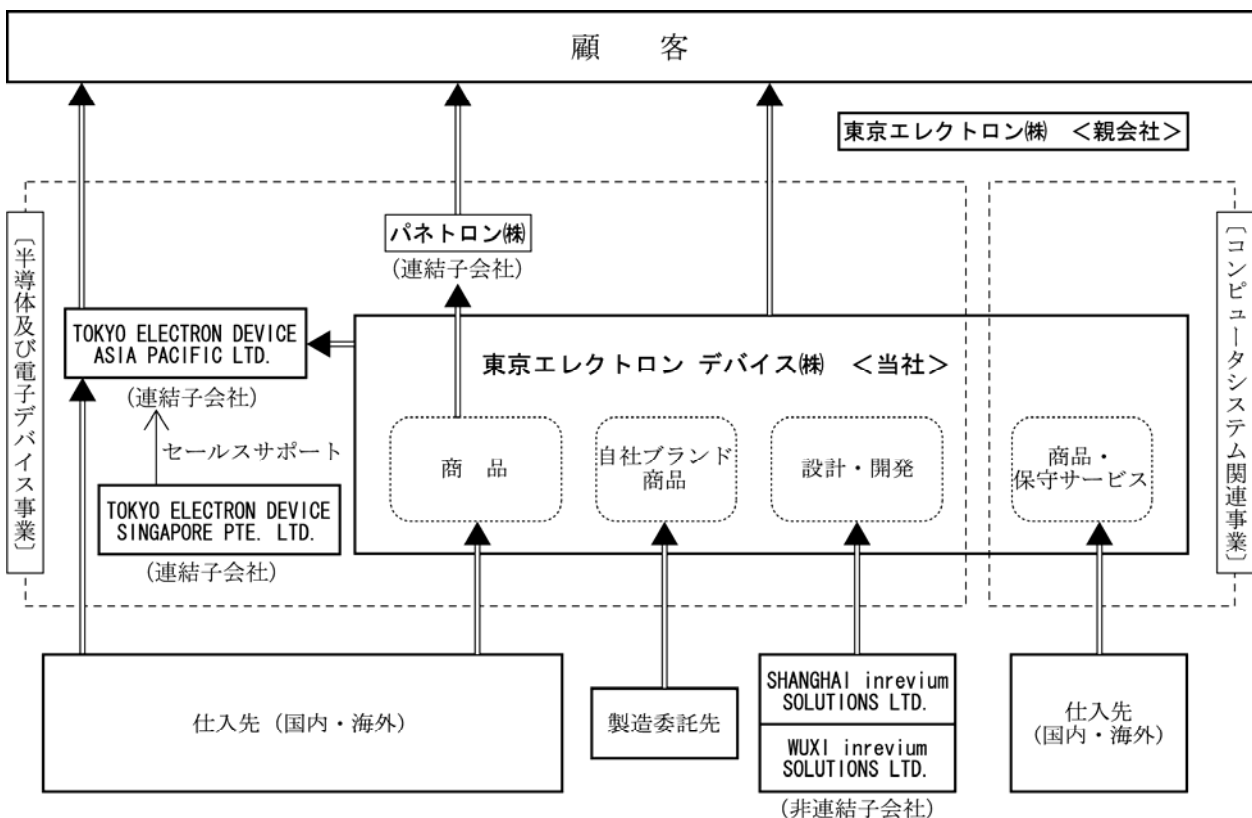 顧　客
東京エレクトロン㈱　＜親会社＞
パネトロン㈱
(連結子会社)
〔半導体及び電子デバイス事業〕
〔コンピュータシステム関連事業〕
TOKYO ELECTRON DEVICE
ASIA PACIFIC LTD.
(連結子会社)
東京エレクトロン デバイス㈱　＜当社＞
セールスサポート
商　品
自社ブランド
商品
設計・開発
商品・
保守サービス
TOKYO ELECTRON DEVICE
SINGAPORE PTE. LTD.
(連結子会社)
仕入先（国内・海外）
製造委託先
SHANGHAI inrevium
SOLUTIONS LTD.
WUXI inrevium
SOLUTIONS LTD.
(非連結子会社)
仕入先
(国内・海外)